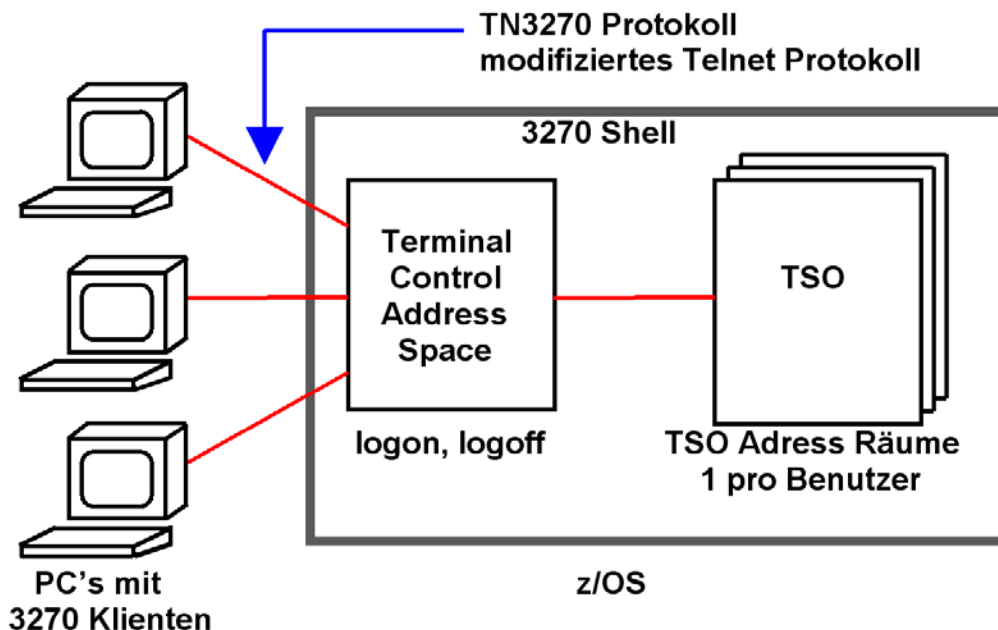 TN3270 Protokoll
modifiziertes Telnet Protokoll
3270 Shell
Terminal
Control
Address
Space
TSO
logon, logoff
TSO Adress Räume
1 pro Benutzer
PC's mit
3270 Klienten
z/OS